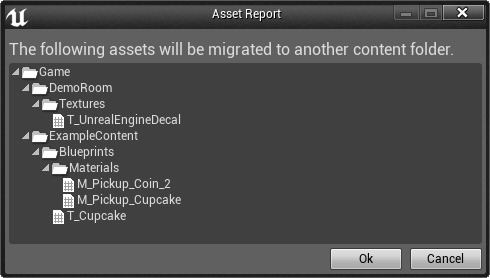 Asset Report
The following assets will be migrated to another content folder.
Game
DemoRoom
Textures
T_UnrealEngineDecal
ExampleContent
Blueprints
Materials
M_Pickup_Coin_2
M_Pickup_Cupcake
T_Cupcake
Ok
Cancel